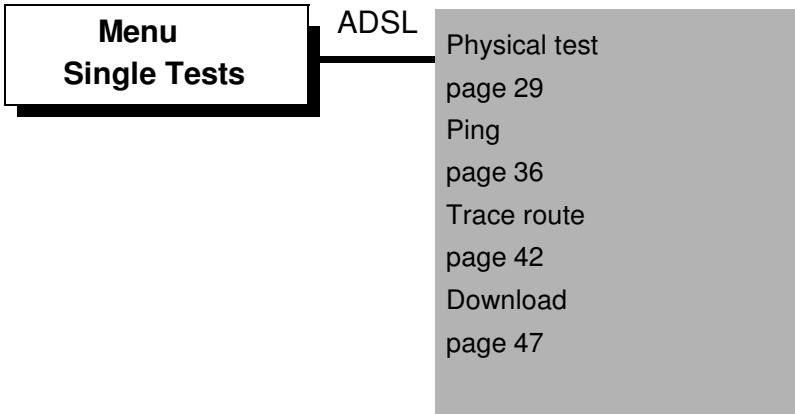 Menu
Single Tests
ADSL
Physical test
page 29
Ping
page 36
Trace route
page 42
Download
page 47